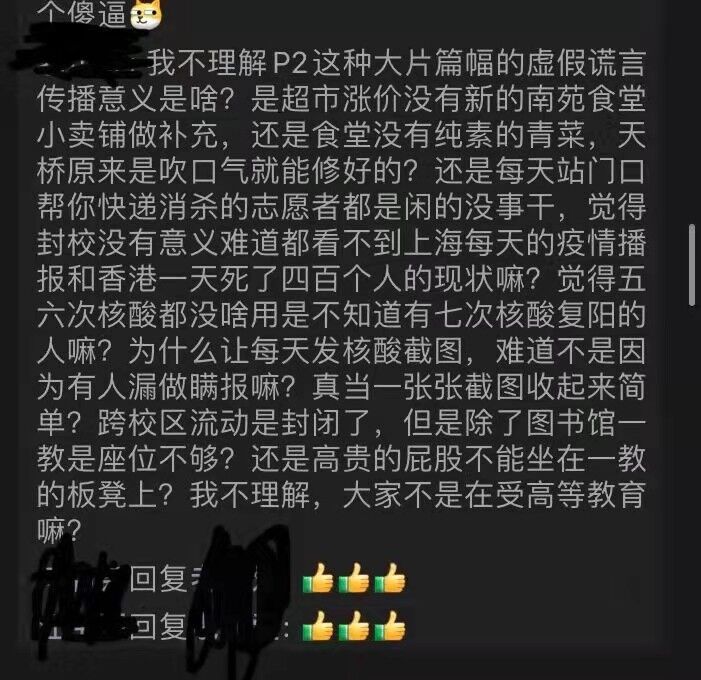 个傻逼
我不理解P2这种大片篇幅的虚假谎言
传播意义是啥？是超市涨价没有新的南苑食堂
小卖铺做补充，还是食堂没有纯素的青菜，天
桥原来是吹口气就能修好的？还是每天站门口
帮你快递消杀的志愿者都是闲的没事干，觉得
封校没有意义难道都看不到上海每天的疫情播
报和香港一天死了四百个人的现状嘛？觉得五
六次核酸都没啥用是不知道有七次核酸复阳的
人嘛？为什么让每天发核酸截图，难道不是因
为有人漏做瞒报嘛？真当一张张截图收起来简
单？跨校区流动是封闭了，但是除了图书馆一
教是座位不够？还是高贵的屁股不能坐在一教
的板凳上？我不理解，大家不是在受高等教育
嘛？
回复
回复